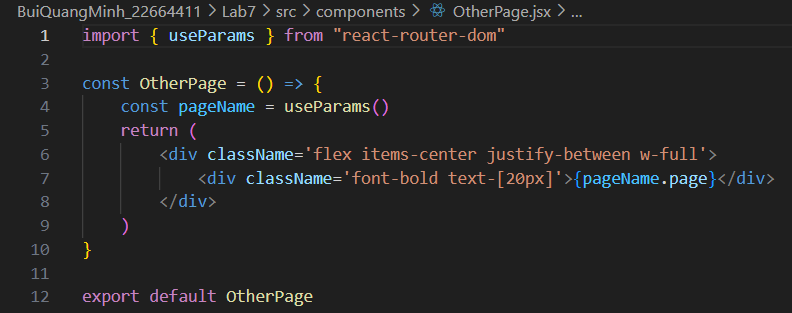 BuiQuangMinh_22664411 > Lab7 > src > components > OtherPage.jsx > ...
1 import { useParams } from "react-router-dom"
2
3 const OtherPage = () => {
4     const pageName = useParams()
5     return (
6         <div className='flex items-center justify-between w-full'>
7             <div className='font-bold text-[20px]'>{pageName.page}</div>
8         </div>
9     )
10 }
11
12 export default OtherPage